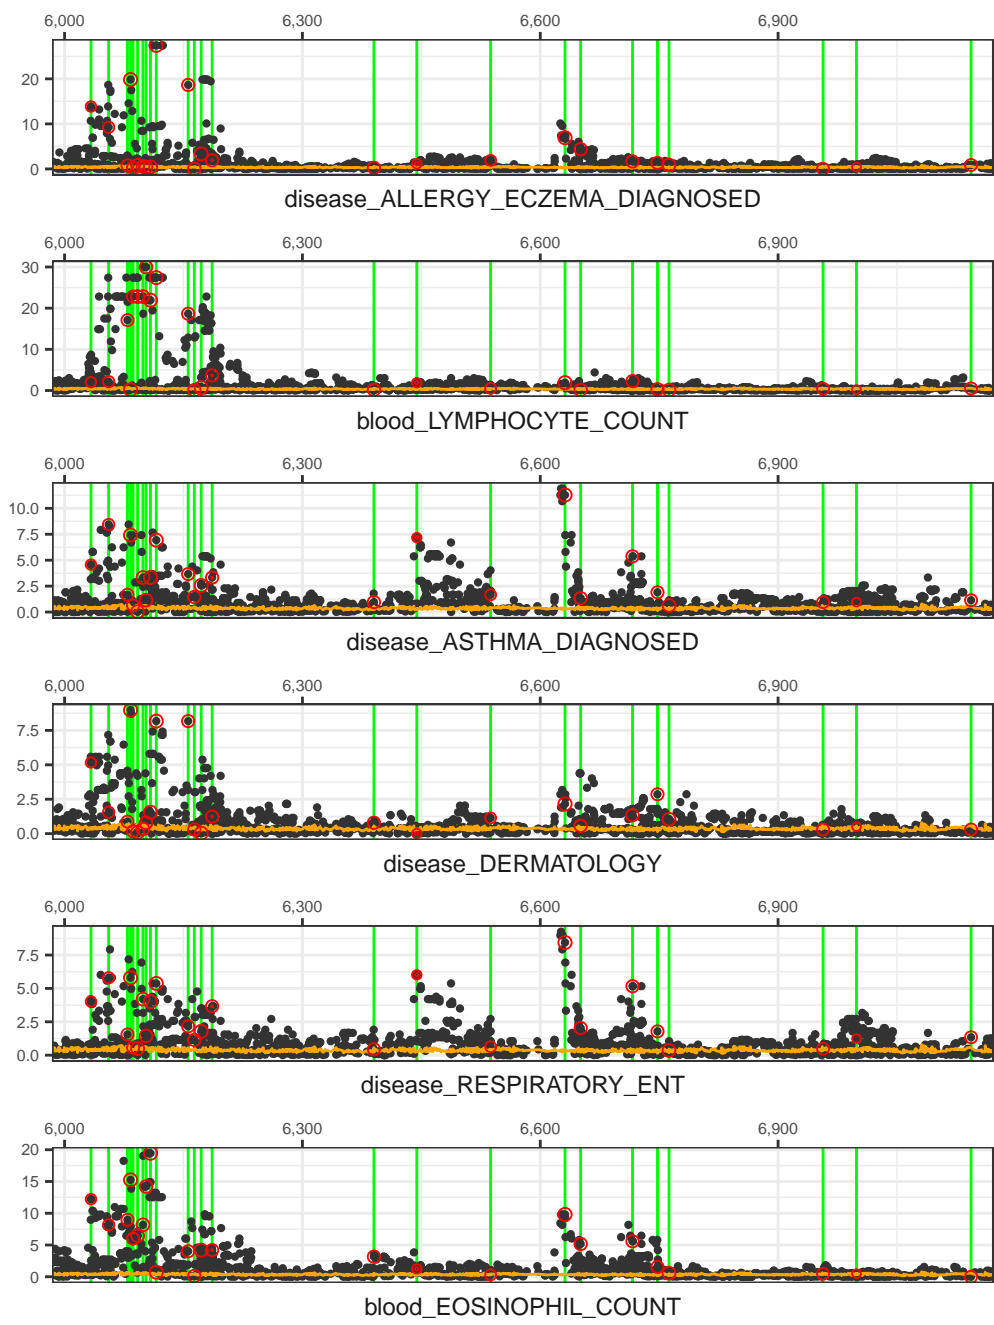 6,000 6,300 6,600 6,900
20
10
0
disease_ALLERGY_ECZEMA_DIAGNOSED
6,000 6,300 6,600 6,900
30
20
10
0
blood_LYMPHOCYTE_COUNT
6,000 6,300 6,600 6,900
10.0
7.5
5.0
2.5
0.0
disease_ASTHMA_DIAGNOSED
6,000 6,300 6,600 6,900
7.5
5.0
2.5
0.0
disease_DERMATOLOGY
6,000 6,300 6,600 6,900
7.5
5.0
2.5
0.0
disease_RESPIRATORY_ENT
6,000 6,300 6,600 6,900
20
15
10
5
0
blood_EOSINOPHIL_COUNT